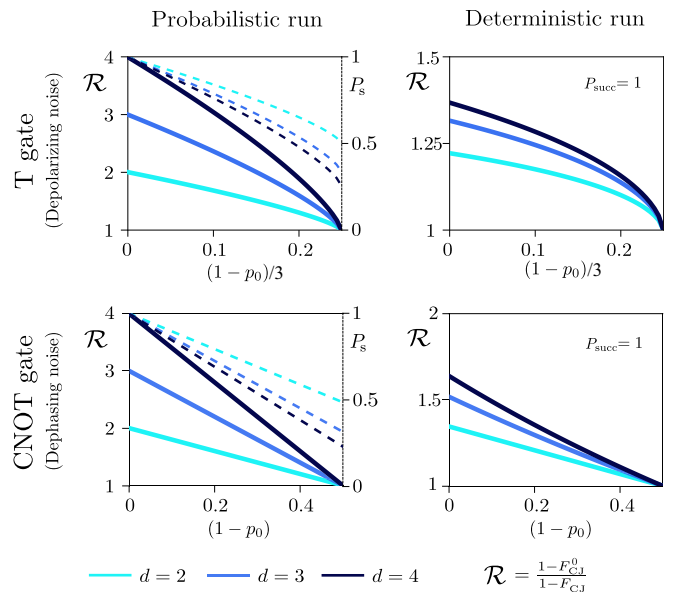 Probabilistic run
Deterministic run
T gate
(Depolarizing noise)
4
3
2
1
ℛ
1
0.5
0
P_s
0
0.1
0.2
(1 − p_0)/3
1.5
1.25
1
ℛ
P_succ = 1
0
0.1
0.2
(1 − p_0)/3
CNOT gate
(Dephasing noise)
4
3
2
1
ℛ
1
0.5
0
P_s
0
0.2
0.4
(1 − p_0)
2
1.5
1
ℛ
P_succ = 1
0
0.2
0.4
(1 − p_0)
d = 2
d = 3
d = 4
ℛ = (1−F_CJ^0)/(1−F_CJ)